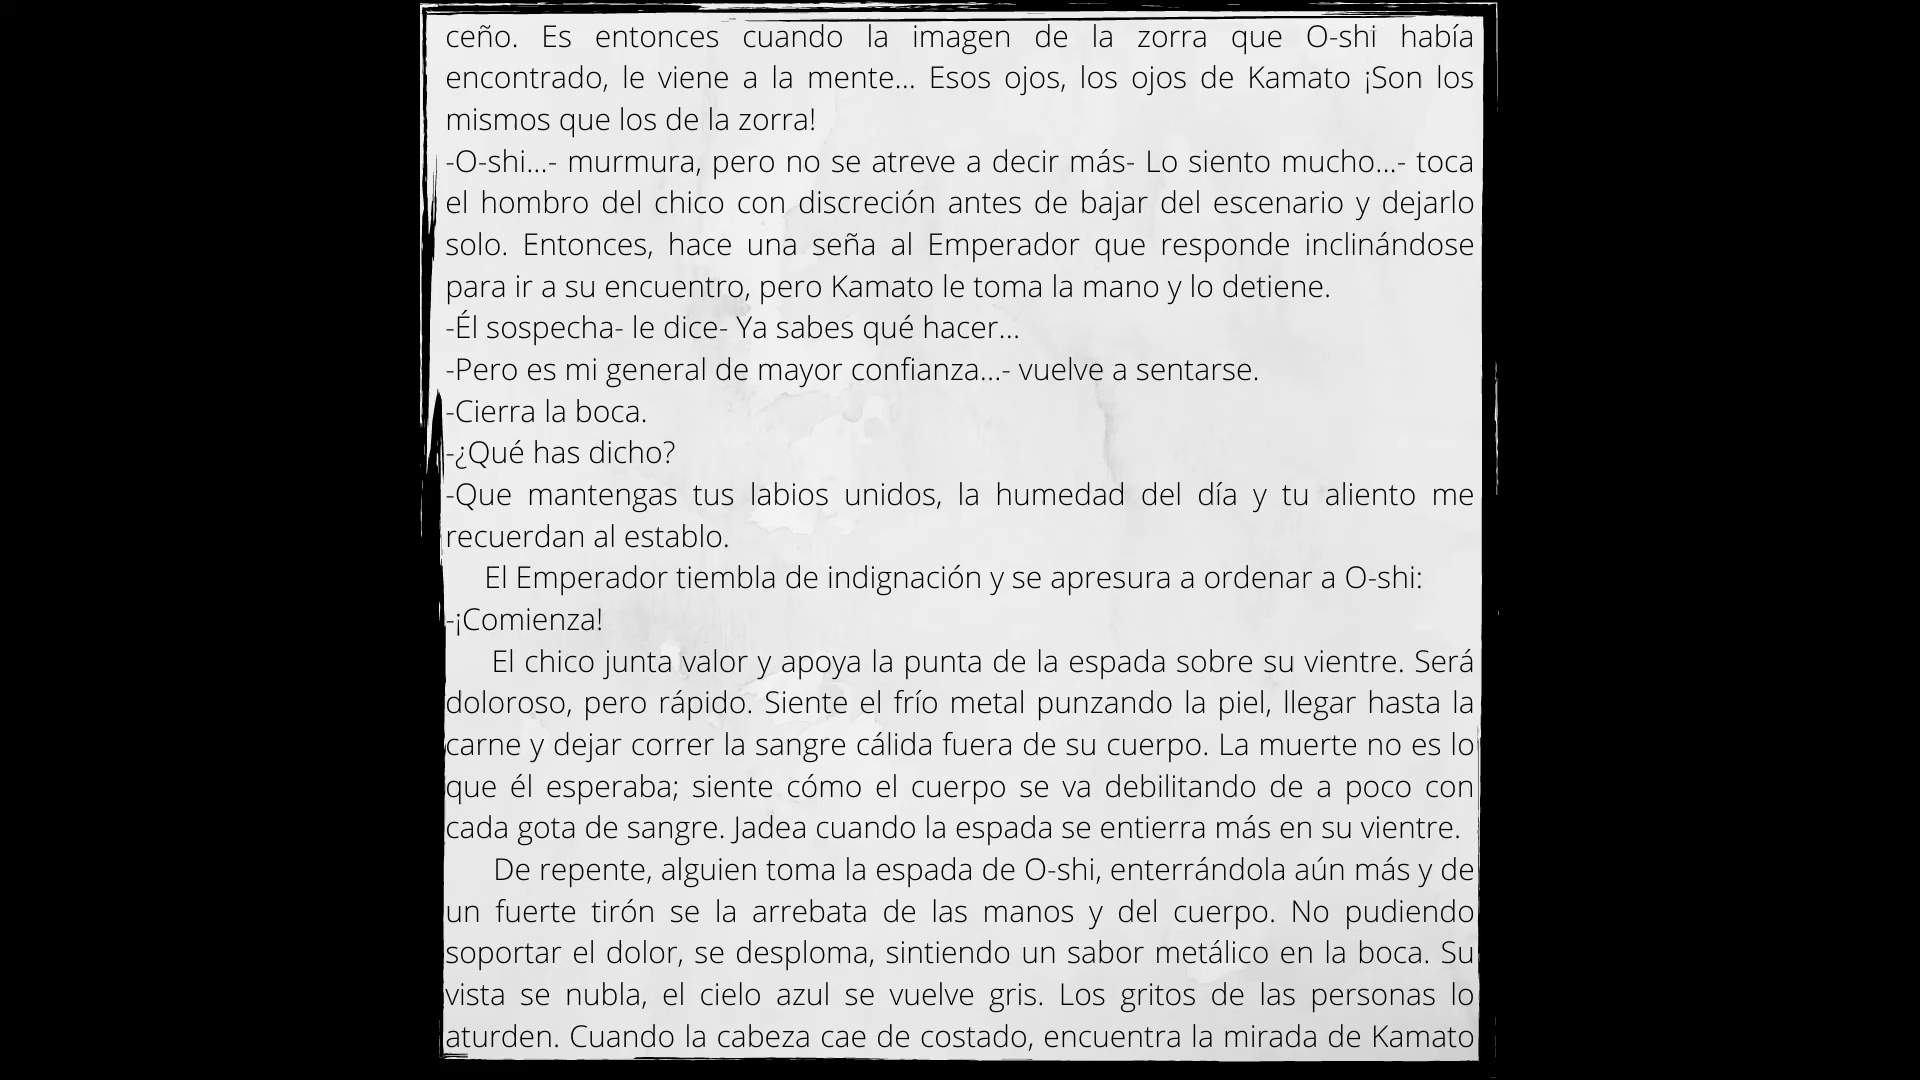 ceño. Es entonces cuando la imagen de la zorra que O-shi había
encontrado, le viene a la mente... Esos ojos, los ojos de Kamato ¡Son los
mismos que los de la zorra!
-O-shi...- murmura, pero no se atreve a decir más- Lo siento mucho...- toca
el hombro del chico con discreción antes de bajar del escenario y dejarlo
solo. Entonces, hace una seña al Emperador que responde inclinándose
para ir a su encuentro, pero Kamato le toma la mano y lo detiene.
-Él sospecha- le dice- Ya sabes qué hacer...
-Pero es mi general de mayor confianza...- vuelve a sentarse.
-Cierra la boca.
-¿Qué has dicho?
-Que mantengas tus labios unidos, la humedad del día y tu aliento me
recuerdan al establo.
El Emperador tiembla de indignación y se apresura a ordenar a O-shi:
-¡Comienza!
El chico junta valor y apoya la punta de la espada sobre su vientre. Será
doloroso, pero rápido. Siente el frío metal punzando la piel, llegar hasta la
carne y dejar correr la sangre cálida fuera de su cuerpo. La muerte no es lo
que él esperaba; siente cómo el cuerpo se va debilitando de a poco con
cada gota de sangre. Jadea cuando la espada se entierra más en su vientre.
De repente, alguien toma la espada de O-shi, enterrándola aún más y de
un fuerte tirón se la arrebata de las manos y del cuerpo. No pudiendo
soportar el dolor, se desploma, sintiendo un sabor metálico en la boca. Su
vista se nubla, el cielo azul se vuelve gris. Los gritos de las personas lo
aturden. Cuando la cabeza cae de costado, encuentra la mirada de Kamato